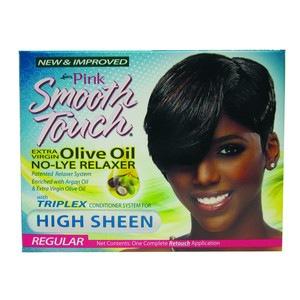 NEW & IMPROVED
Luster's Pink
Smooth
Touch
EXTRA VIRGIN Olive Oil
NO-LYE RELAXER
Patented Relaxer System
Enriched with Argan Oil
& Extra Virgin Olive Oil
with TRIPLEX CONDITIONER SYSTEM FOR
HIGH SHEEN
REGULAR
Net Contents: One Complete Retouch Application